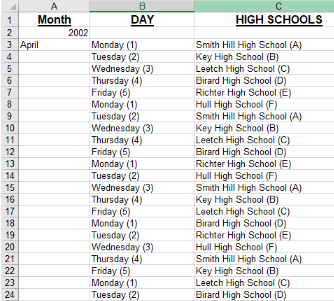 A B C
1 Month DAY HIGH SCHOOLS
2 2002
3 April Monday (1) Smith Hill High School (A)
4 Tuesday (2) Key High School (B)
5 Wednesday (3) Leetch High School (C)
6 Thursday (4) Birard High School (D)
7 Friday (5) Richter High School (E)
8 Monday (1) Hull High School (F)
9 Tuesday (2) Smith Hill High School (A)
10 Wednesday (3) Key High School (B)
11 Thursday (4) Leetch High School (C)
12 Friday (5) Birard High School (D)
13 Monday (1) Richter High School (E)
14 Tuesday (2) Hull High School (F)
15 Wednesday (3) Smith Hill High School (A)
16 Thursday (4) Key High School (B)
17 Friday (5) Leetch High School (C)
18 Monday (1) Birard High School (D)
19 Tuesday (2) Richter High School (E)
20 Wednesday (3) Hull High School (F)
21 Thursday (4) Smith Hill High School (A)
22 Friday (5) Key High School (B)
23 Monday (1) Leetch High School (C)
24 Tuesday (2) Birard High School (D)